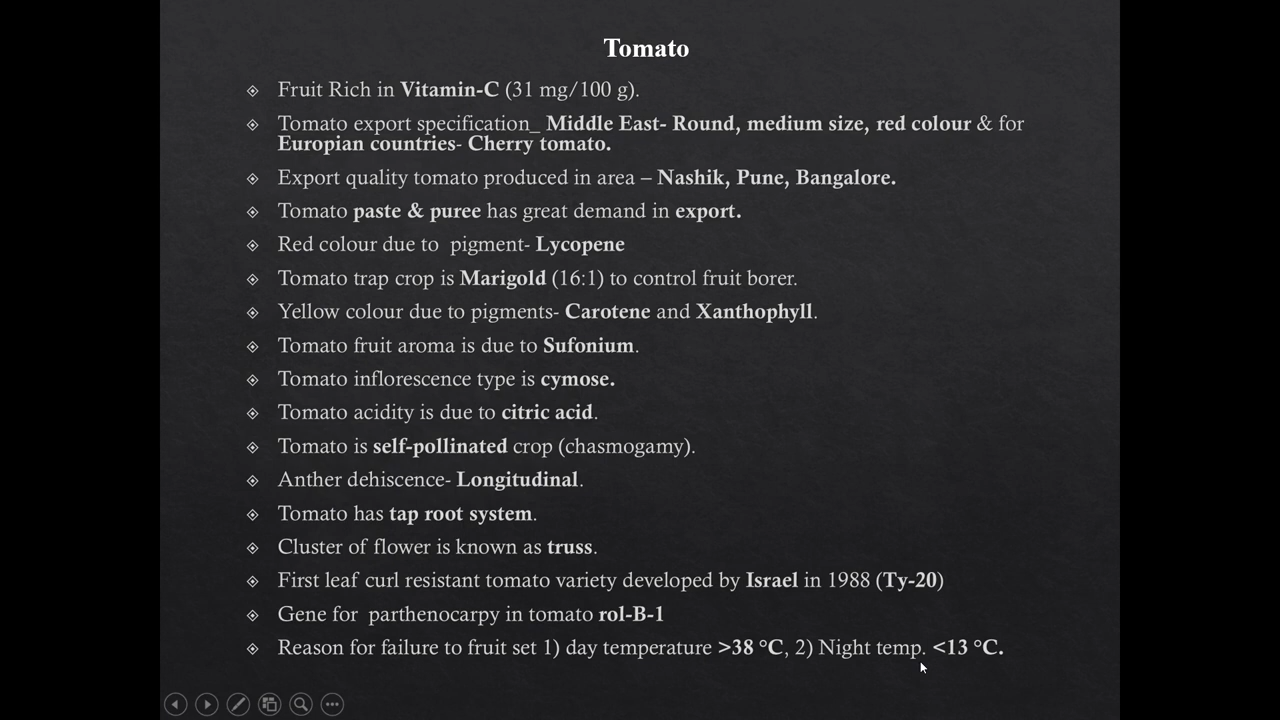 Tomato
Fruit Rich in Vitamin-C (31 mg/100 g).
Tomato export specification_ Middle East- Round, medium size, red colour & for
Europian countries- Cherry tomato.
Export quality tomato produced in area – Nashik, Pune, Bangalore.
Tomato paste & puree has great demand in export.
Red colour due to  pigment- Lycopene
Tomato trap crop is Marigold (16:1) to control fruit borer.
Yellow colour due to pigments- Carotene and Xanthophyll.
Tomato fruit aroma is due to Sufonium.
Tomato inflorescence type is cymose.
Tomato acidity is due to citric acid.
Tomato is self-pollinated crop (chasmogamy).
Anther dehiscence- Longitudinal.
Tomato has tap root system.
Cluster of flower is known as truss.
First leaf curl resistant tomato variety developed by Israel in 1988 (Ty-20)
Gene for  parthenocarpy in tomato rol-B-1
Reason for failure to fruit set 1) day temperature >38 °C, 2) Night temp. <13 °C.